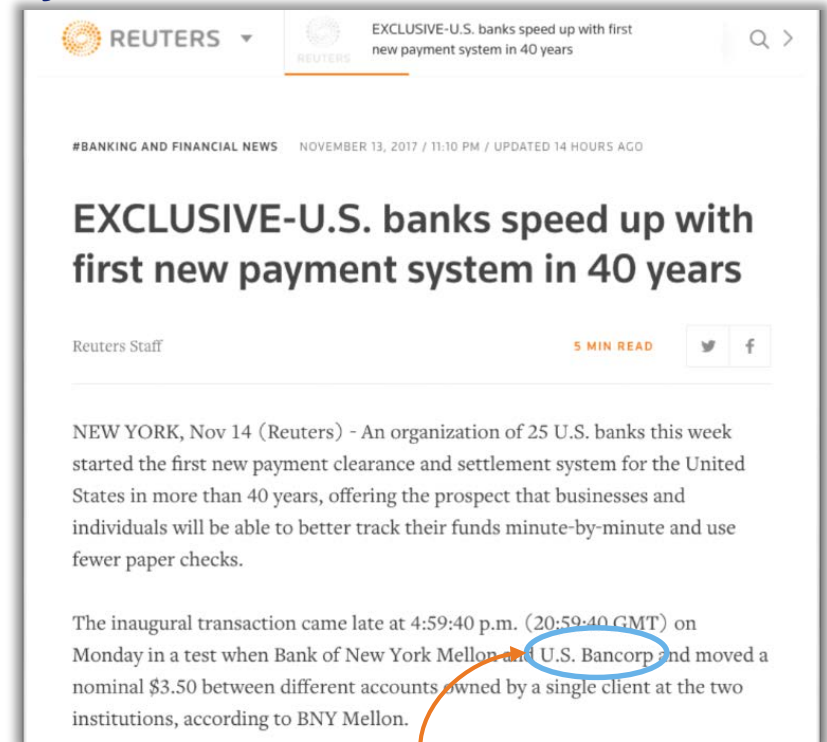 REUTERS
EXCLUSIVE-U.S. banks speed up with first
new payment system in 40 years
REUTERS
#BANKING AND FINANCIAL NEWS NOVEMBER 13, 2017 / 11:10 PM / UPDATED 14 HOURS AGO
EXCLUSIVE-U.S. banks speed up with
first new payment system in 40 years
Reuters Staff
5 MIN READ
NEW YORK, Nov 14 (Reuters) - An organization of 25 U.S. banks this week
started the first new payment clearance and settlement system for the United
States in more than 40 years, offering the prospect that businesses and
individuals will be able to better track their funds minute-by-minute and use
fewer paper checks.
The inaugural transaction came late at 4:59:40 p.m. (20:59:40 GMT) on
Monday in a test when Bank of New York Mellon and U.S. Bancorp and moved a
nominal $3.50 between different accounts owned by a single client at the two
institutions, according to BNY Mellon.